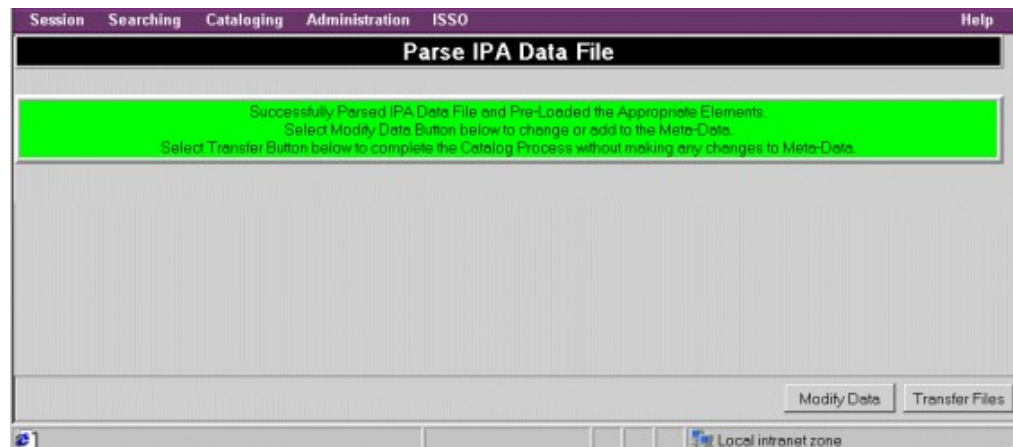 Session Searching Cataloging Administration ISSO Help
Parse IPA Data File
Successfully Parsed IPA Data File and Pre-Loaded the Appropriate Elements.
Select Modify Data Button below to change or add to the Meta-Data.
Select Transfer Button below to complete the Catalog Process without making any changes to Meta-Data.
Modify Data Transfer Files
Local intranet zone